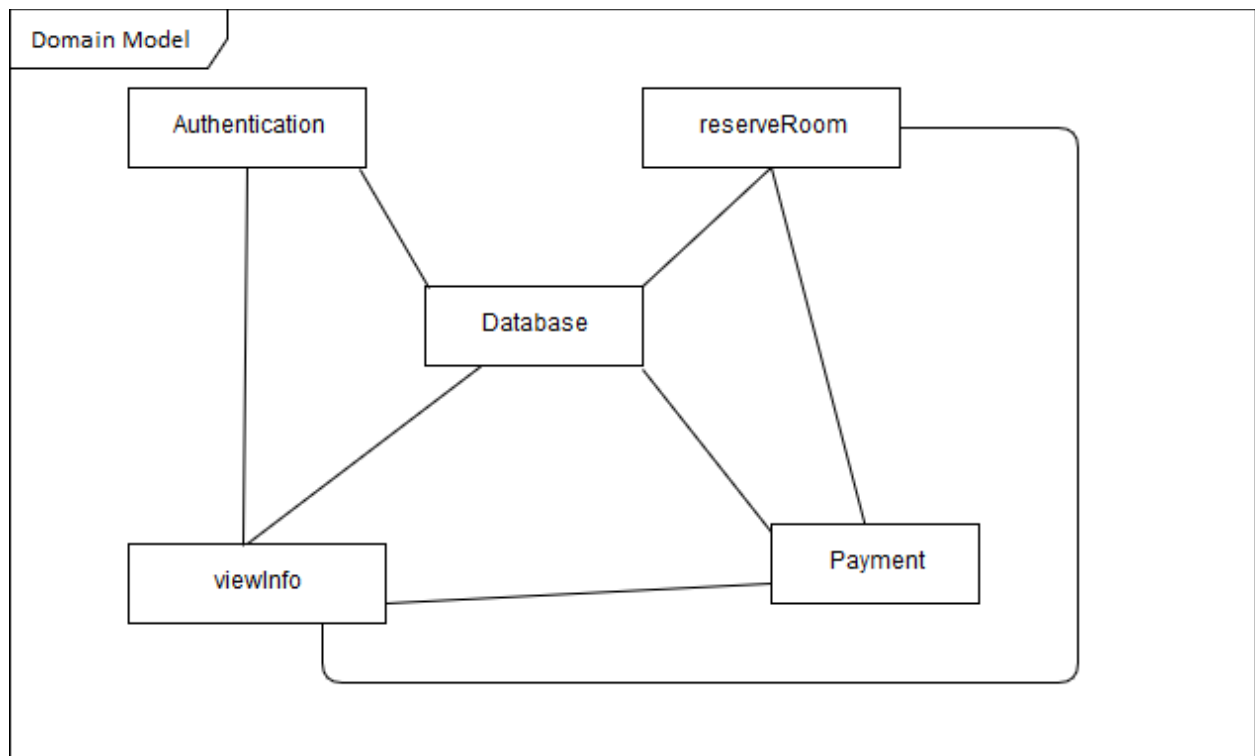 Domain Model
Authentication
reserveRoom
Database
viewInfo
Payment